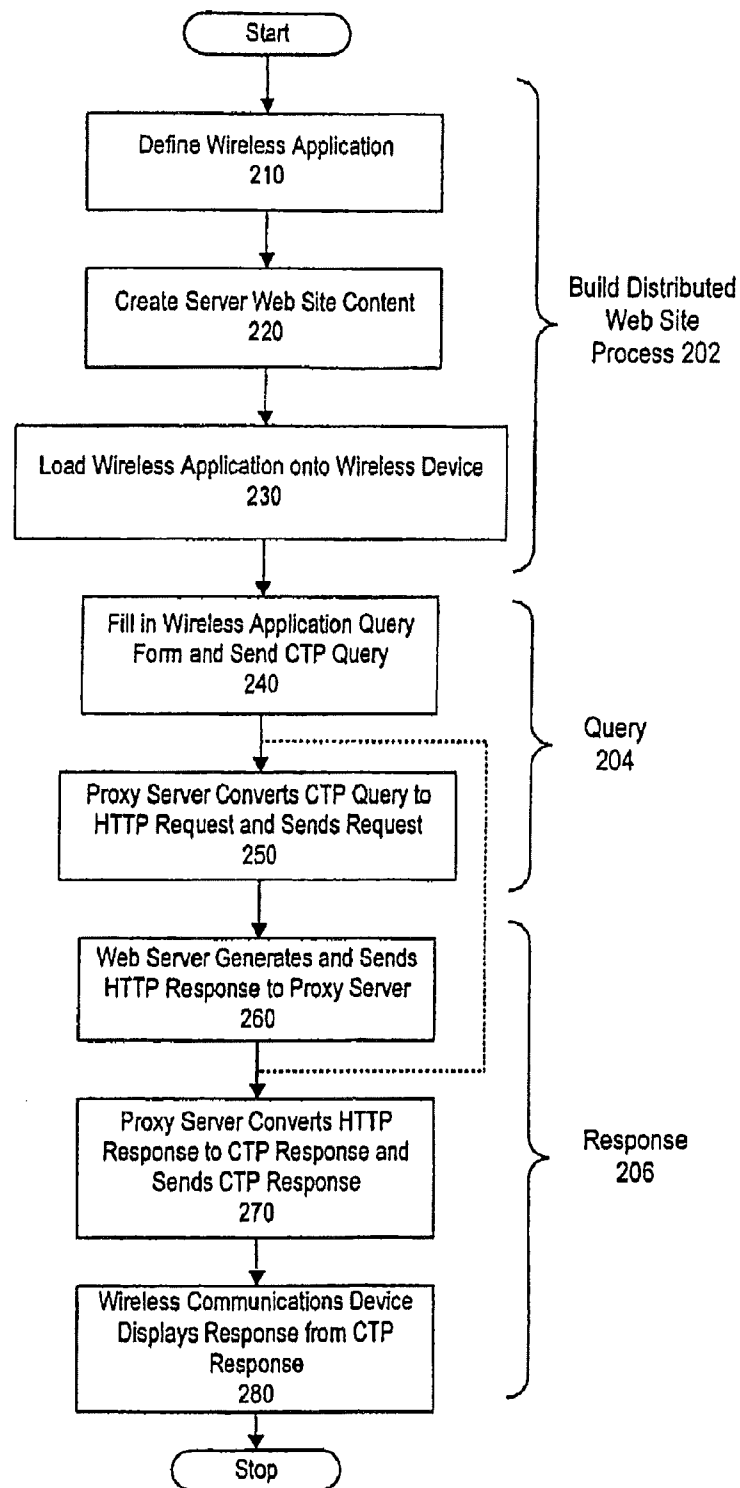 Start
Define Wireless Application
210
Create Server Web Site Content
220
Load Wireless Application onto Wireless Device
230
Build Distributed
Web Site
Process 202
Fill in Wireless Application Query
Form and Send CTP Query
240
Proxy Server Converts CTP Query to
HTTP Request and Sends Request
250
Query
204
Web Server Generates and Sends
HTTP Response to Proxy Server
260
Proxy Server Converts HTTP
Response to CTP Response and
Sends CTP Response
270
Wireless Communications Device
Displays Response from CTP
Response
280
Response
206
Stop